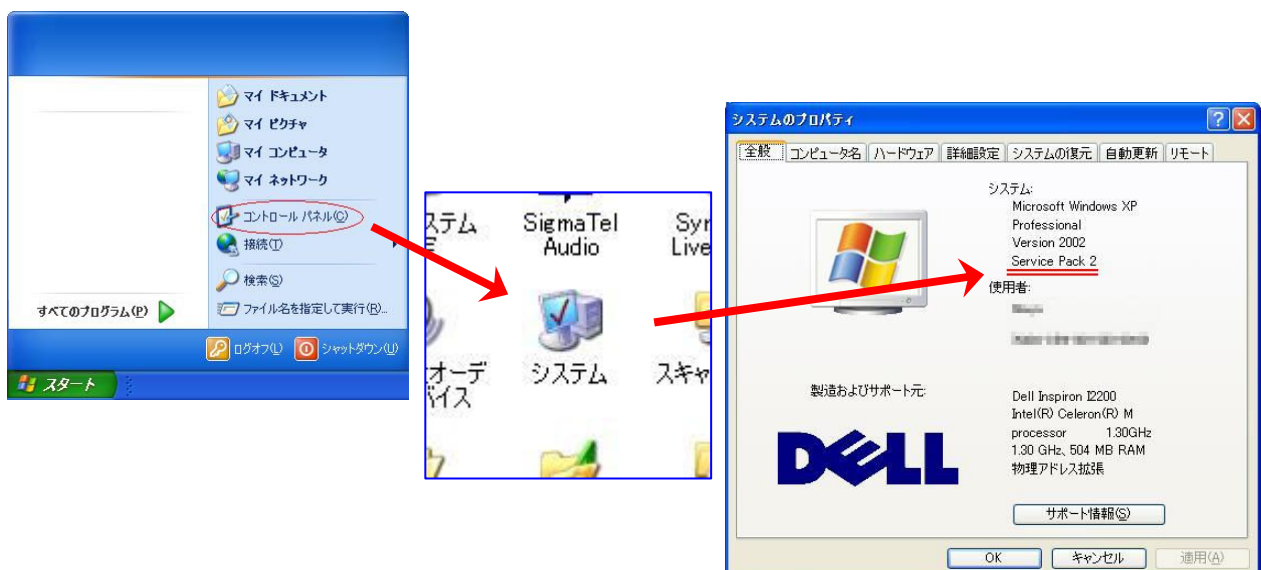 マイ ドキュメント
マイ ピクチャ
マイ コンピュータ
マイ ネットワーク
コントロール パネル(C)
接続(T)
検索(S)
ファイル名を指定して実行(R)...
すべてのプログラム(P)
ログオフ(L)
シャットダウン(U)
スタート
ステム
SigmaTel
Audio
Syn
Live
オーデ
バイス
システム
スキャ
システムのプロパティ
全般
コンピュータ名
ハードウェア
詳細設定
システムの復元
自動更新
リモート
システム:
Microsoft Windows XP
Professional
Version 2002
Service Pack 2
使用者:
製造およびサポート元:
DELL
Dell Inspiron I2200
Intel(R) Celeron(R) M
processor 1.30GHz
1.30 GHz、504 MB RAM
物理アドレス拡張
サポート情報(S)
OK
キャンセル
適用(A)